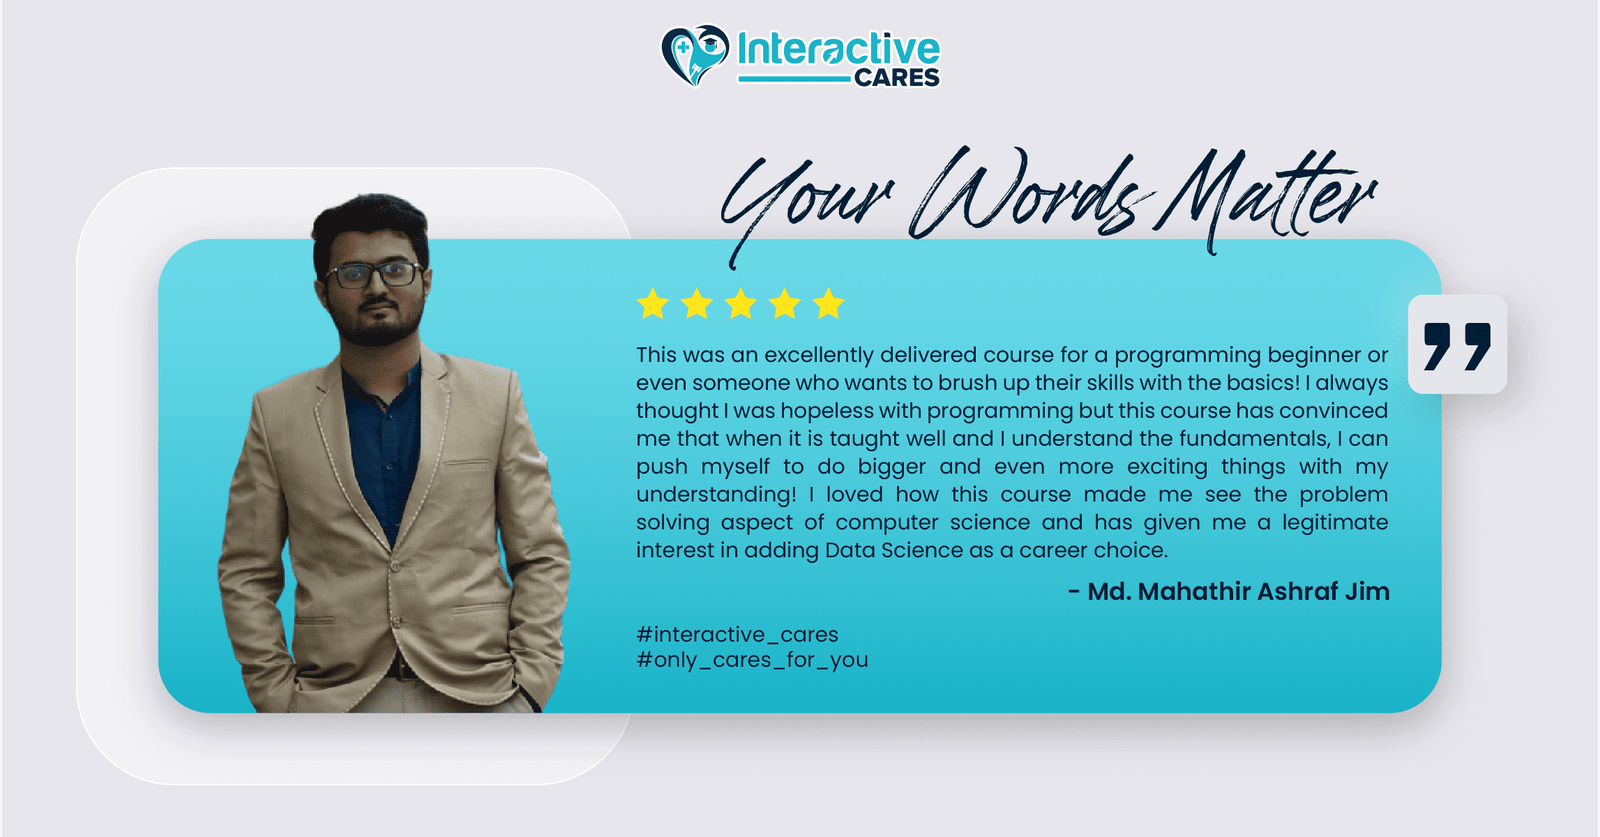 Interactive
CARES
Your Words Matter
This was an excellently delivered course for a programming beginner or
even someone who wants to brush up their skills with the basics! I always
thought I was hopeless with programming but this course has convinced
me that when it is taught well and I understand the fundamentals, I can
push myself to do bigger and even more exciting things with my
understanding! I loved how this course made me see the problem
solving aspect of computer science and has given me a legitimate
interest in adding Data Science as a career choice.
- Md. Mahathir Ashraf Jim
#interactive_cares
#only_cares_for_you